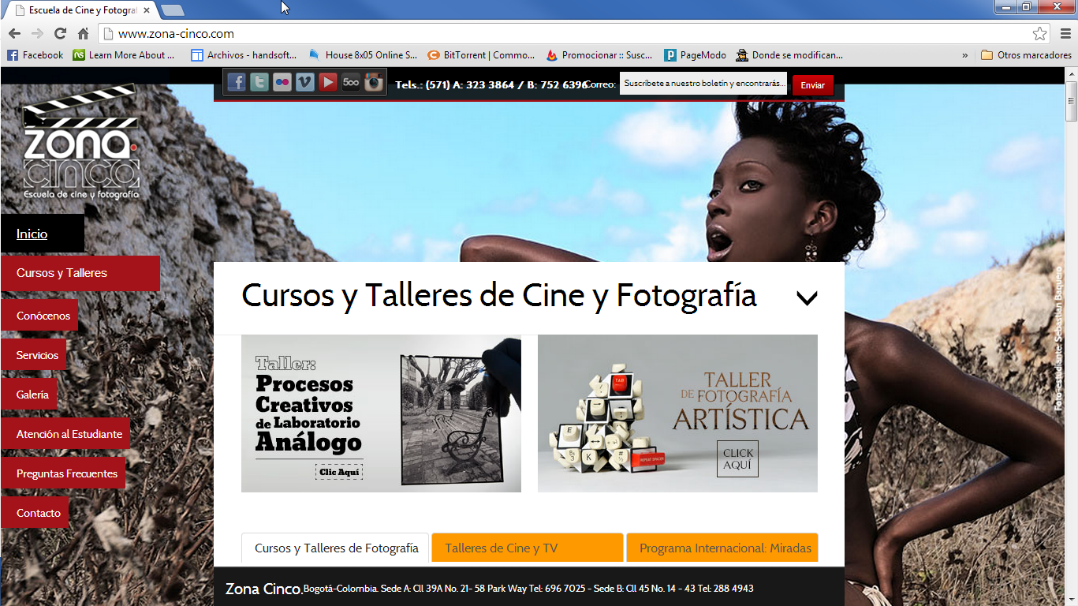 Escuela de Cine y Fotograf
www.zona-cinco.com
Facebook
Learn More About ...
Archivos - handsoft...
House 8x05 Online S...
BitTorrent | Commo...
Promocionar :: Susc...
PageModo
Donde se modifican...
»
Otros marcadores
500
Tels.: (571) A: 323 3864 / B: 752 6396
Correo:
Suscribete a nuestro boletín y encontrarás...
Enviar
ZONA
CINCO
Escuela de cine y fotografía
Inicio
Cursos y Talleres
Conócenos
Servicios
Galería
Atención al Estudiante
Preguntas Frecuentes
Contacto
Cursos y Talleres de Cine y Fotografía
Taller:
Procesos
Creativos
de Laboratorio
Análogo
Clic Aquí
TALLER
DE FOTOGRAFÍA
ARTÍSTICA
CLICK
AQUÍ
Cursos y Talleres de Fotografía
Talleres de Cine y TV
Programa Internacional: Miradas
Zona Cinco. Bogotá-Colombia. Sede A: Cll 39A No. 21- 58 Park Way Tel: 696 7025 - Sede B: Cll 45 No. 14 - 43 Tel: 288 4943